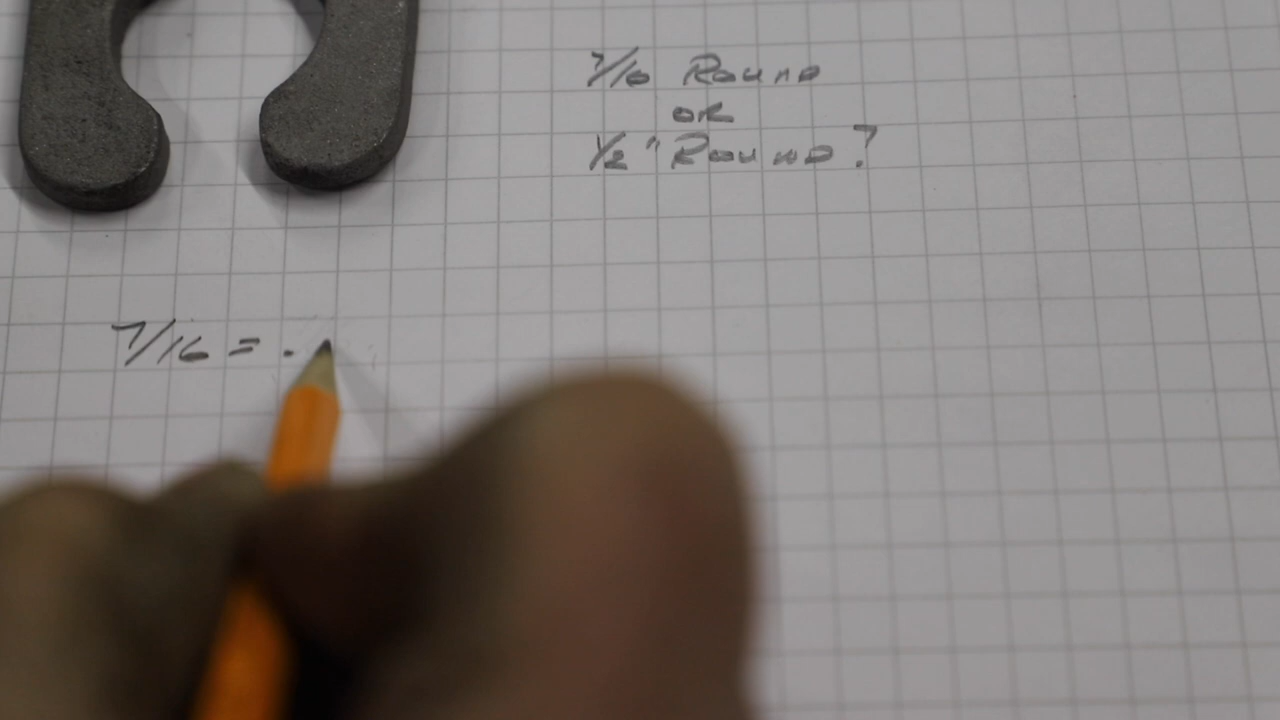 7/16 Round
OR
1/2" Round?
7/16 = .